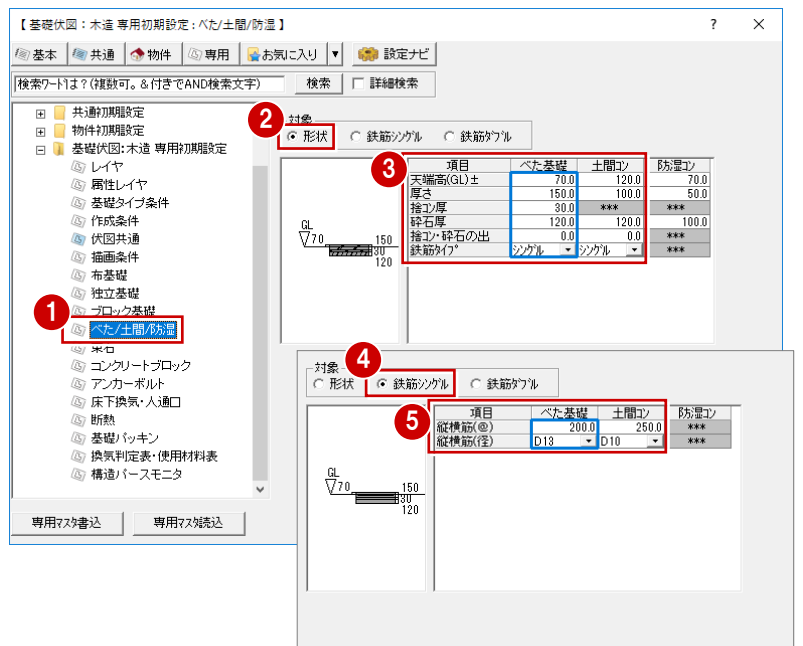 【 基礎伏図：木造 専用初期設定 : べた/土間/防湿 】 ?
基本 共通 物件 専用 お気に入り 設定ナビ
検索ワードは？(複数可。＆付きでAND検索文字) 検索 詳細検索
共通初期設定
物件初期設定
基礎伏図:木造 専用初期設定
レイヤ
属性レイヤ
基礎タイプ条件
作成条件
伏図共通
描画条件
布基礎
独立基礎
ブロック基礎
1
べた/土間/防湿
束石
コンクリートブロック
アンカーボルト
床下換気・人通口
断熱
基礎パッキン
換気判定表・使用材料表
構造パースモニタ
専用マスタ書込 専用マスタ読込
2
対象
形状 鉄筋シングル 鉄筋ダブル
GL
70 150
30
120
3
項目 べた基礎 土間コン 防湿コン
天端高(GL)± 70.0 120.0 70.0
厚さ 150.0 100.0 50.0
捨コン厚 30.0 *** ***
砕石厚 120.0 120.0 100.0
捨コン・砕石の出 0.0 0.0 ***
鉄筋タイプ シングル シングル ***
4
対象
形状 鉄筋シングル 鉄筋ダブル
GL
70 150
30
120
5
項目 べた基礎 土間コン 防湿コン
縦横筋(@) 200.0 250.0 ***
縦横筋(径) D13 D10 ***